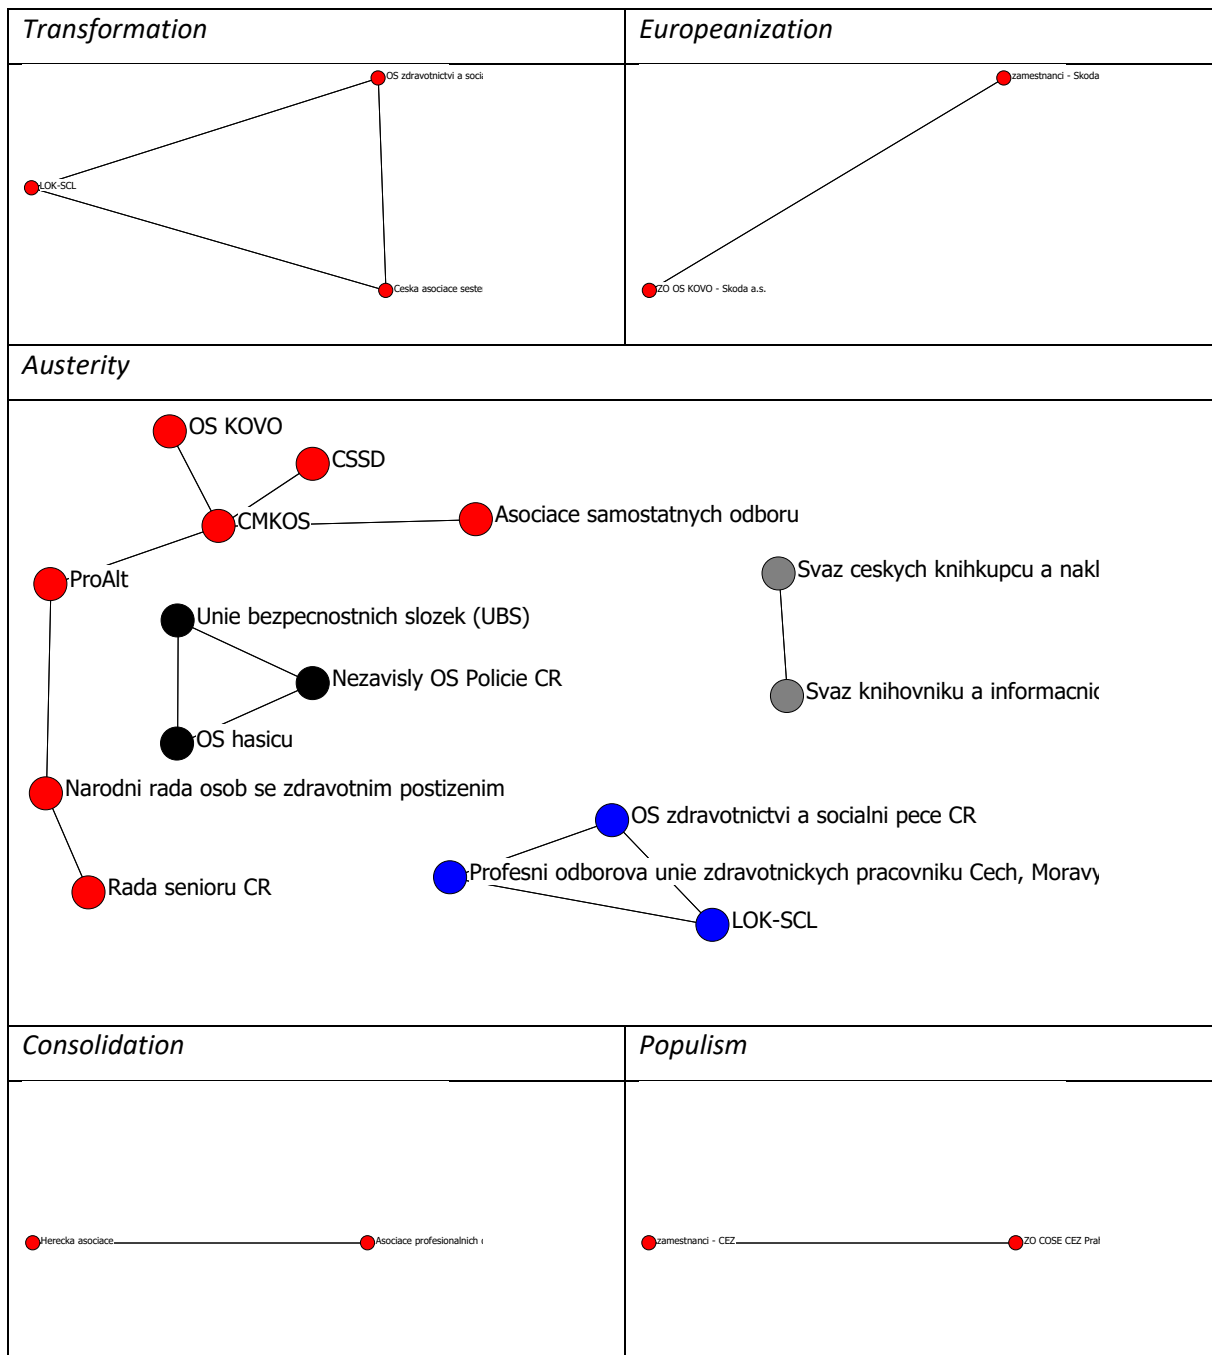 Transformation
Europeanization
OS zdravotnictvi a soci
LOK-SCL
Ceska asociace seste
zamestnanci - Skoda
ZO OS KOVO - Skoda a.s.
Austerity
OS KOVO
CSSD
CMKOS
Asociace samostatnych odboru
ProAlt
Svaz ceskych knihkupcu a nakl
Unie bezpecnostnich slozek (UBS)
Nezavisly OS Policie CR
Svaz knihovniku a informacnic
OS hasicu
Narodni rada osob se zdravotnim postizenim
OS zdravotnictvi a socialni pece CR
Profesni odborova unie zdravotnickych pracovniku Cech, Moravy
Rada senioru CR
LOK-SCL
Consolidation
Populism
Herecka asociace
Asociace profesionalnich
zamestnanci - CEZ
ZO COSE CEZ Pra